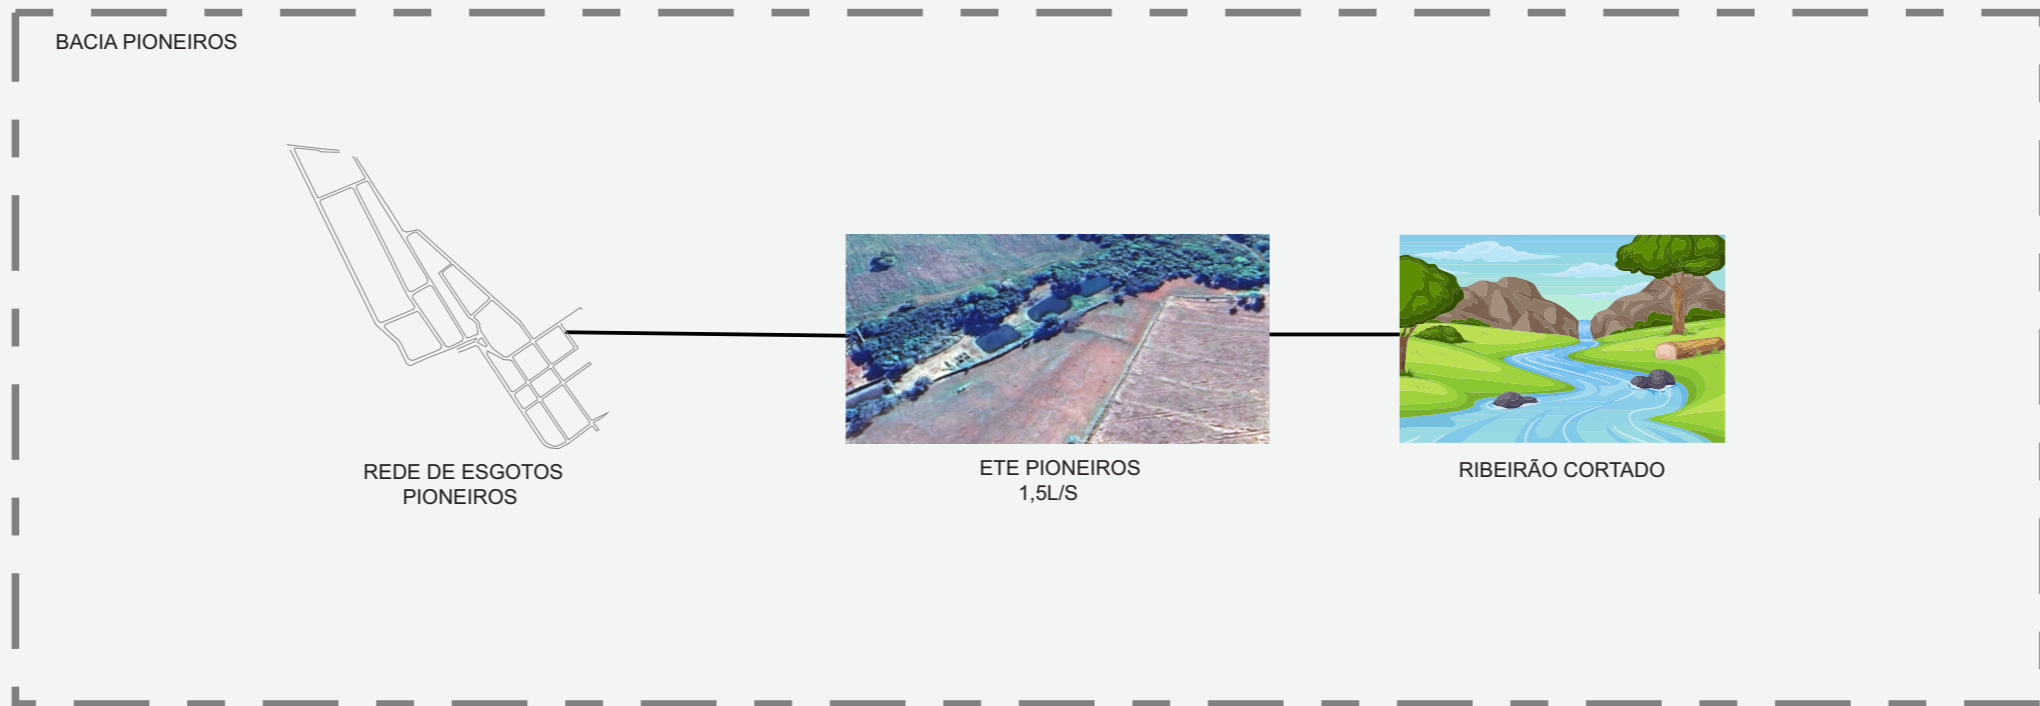 BACIA PIONEIROS
REDE DE ESGOTOS
PIONEIROS
ETE PIONEIROS
1,5L/S
RIBEIRÃO CORTADO